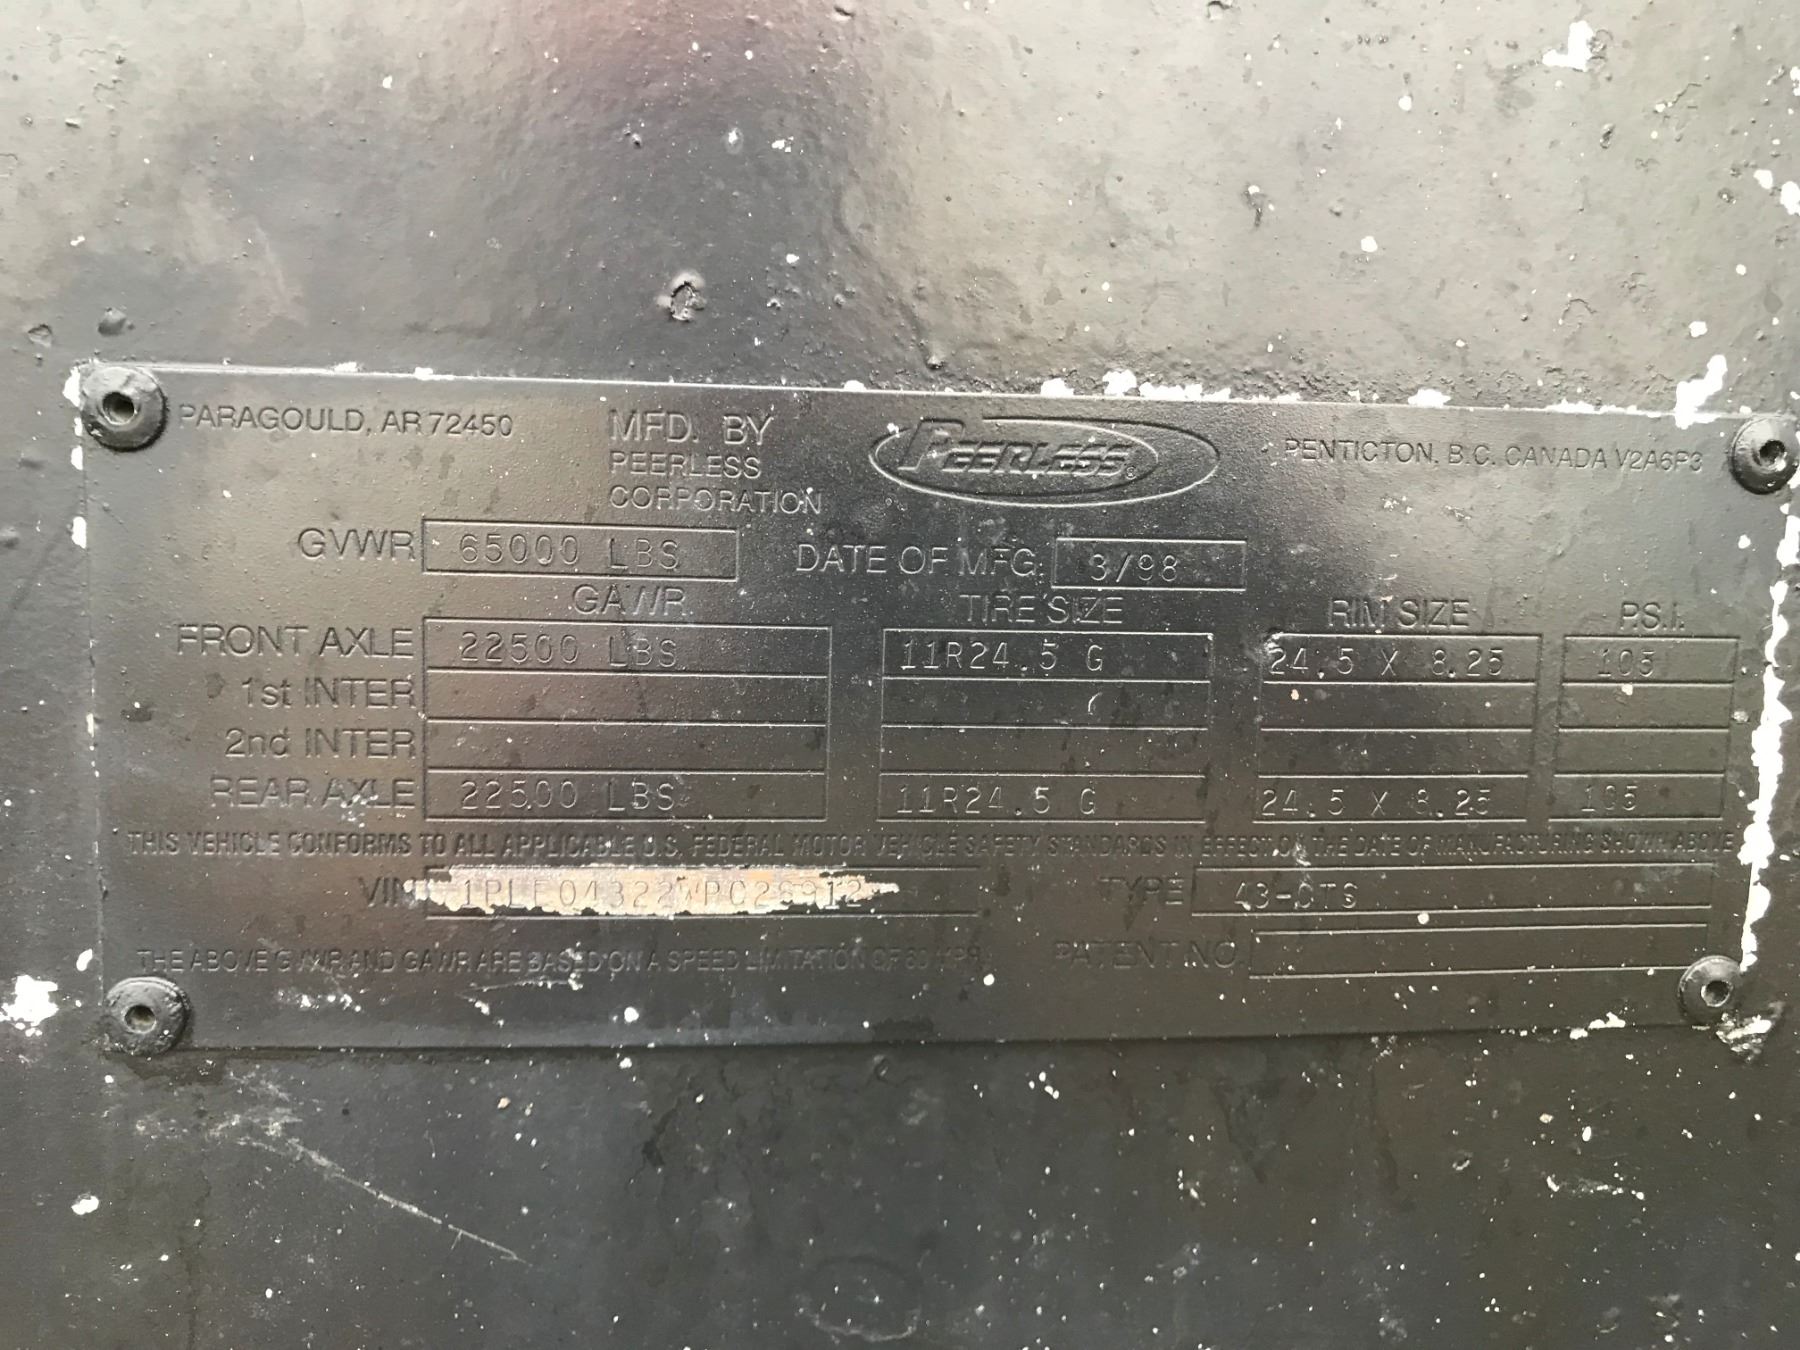 PARAGOULD, AR 72450
MFD. BY
PEERLESS
CORPORATION
PEERLESS
PENTICTON, B.C. CANADA V2A6P3
GVWR 65000 LBS DATE OF MFG. 3/98
GAWR TIRE SIZE RIM SIZE P.S.I.
FRONT AXLE 22500 LBS 11R24.5 G 24.5 X 8.25 105
1st INTER
2nd INTER
REAR AXLE 22500 LBS 11R24.5 G 24.5 X 8.25 105
THIS VEHICLE CONFORMS TO ALL APPLICABLE U.S. FEDERAL MOTOR VEHICLE SAFETY STANDARDS IN EFFECT ON THE DATE OF MANUFACTURING SHOWN ABOVE
VIN 1PLE04322WPC26912 TYPE 43-CTS
THE ABOVE GVWR AND GAWR ARE BASED ON A SPEED LIMITATION OF 60 MPH PATENT NO.